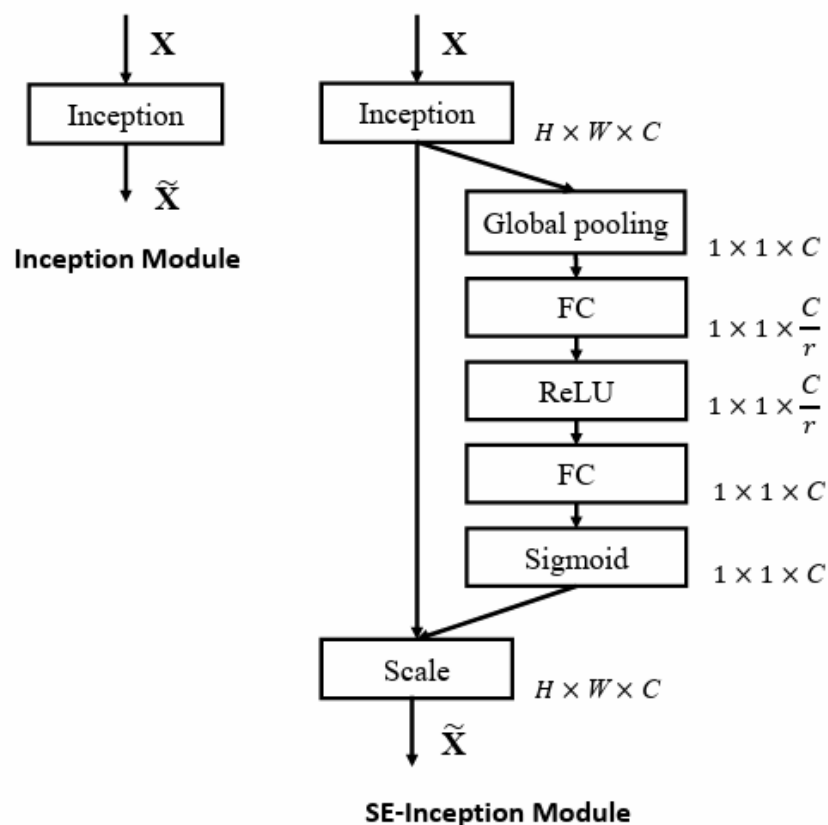 X
Inception
X̃
Inception Module
X
Inception
H × W × C
Global pooling
1 × 1 × C
FC
1 × 1 × C/r
ReLU
1 × 1 × C/r
FC
1 × 1 × C
Sigmoid
1 × 1 × C
Scale
H × W × C
X̃
SE-Inception Module